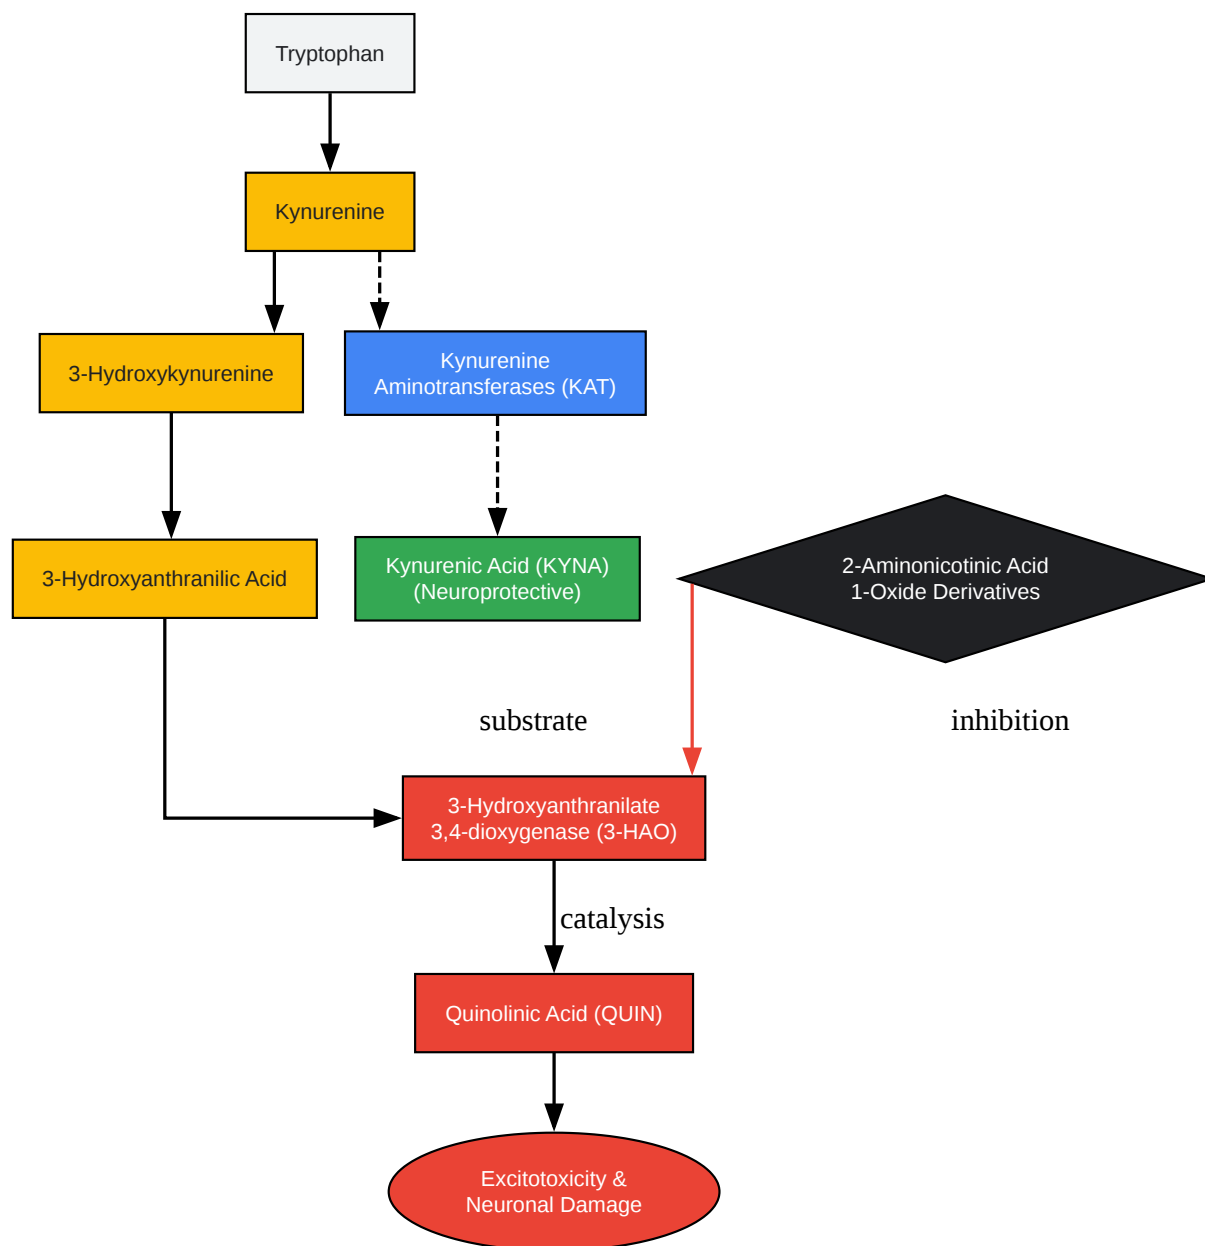 Tryptophan
Kynurenine
3-Hydroxykynurenine
Kynurenine
Aminotransferases (KAT)
3-Hydroxyanthranilic Acid
Kynurenic Acid (KYNA)
(Neuroprotective)
2-Aminonicotinic Acid
1-Oxide Derivatives
substrate
inhibition
3-Hydroxyanthranilate
3,4-dioxygenase (3-HAO)
catalysis
Quinolinic Acid (QUIN)
Excitotoxicity &
Neuronal Damage